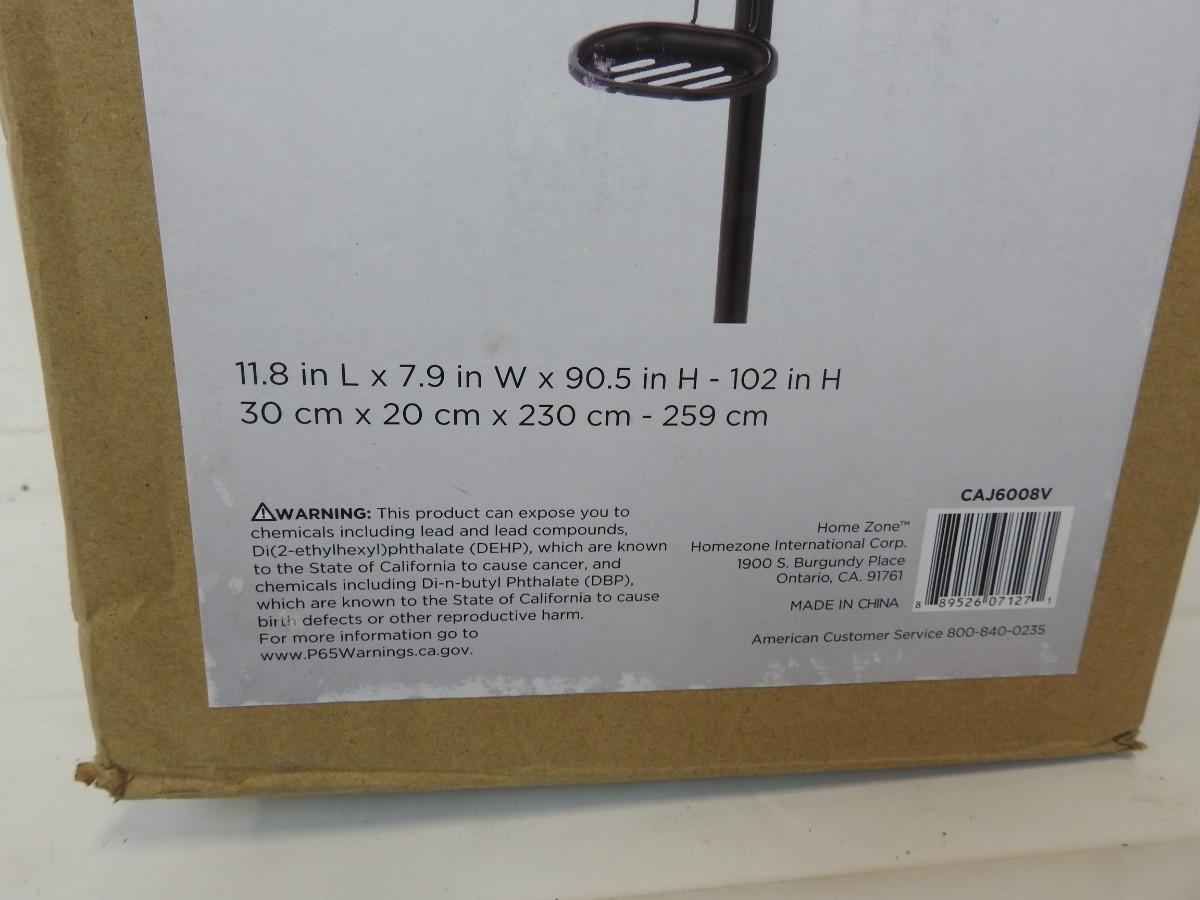 11.8 in L x 7.9 in W x 90.5 in H - 102 in H
30 cm x 20 cm x 230 cm - 259 cm
⚠WARNING: This product can expose you to
chemicals including lead and lead compounds,
Di(2-ethylhexyl)phthalate (DEHP), which are known
to the State of California to cause cancer, and
chemicals including Di-n-butyl Phthalate (DBP),
which are known to the State of California to cause
birth defects or other reproductive harm.
For more information go to
www.P65Warnings.ca.gov.
Home Zone™
Homezone International Corp.
1900 S. Burgundy Place
Ontario, CA. 91761
MADE IN CHINA
CAJ6008V
8 89526 07127 1
American Customer Service 800-840-0235